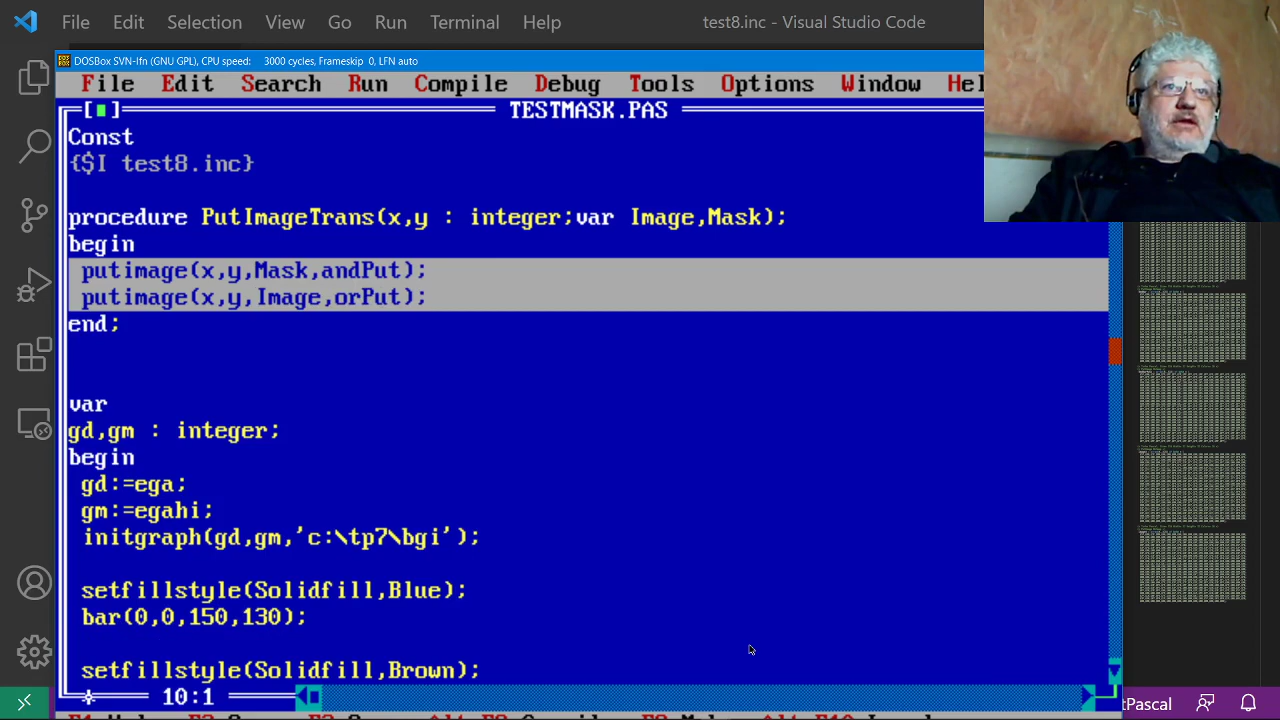 File Edit Selection View Go Run Terminal Help test8.inc - Visual Studio Code
DOSBox SVN-lfn (GNU GPL), CPU speed: 3000 cycles, Frameskip 0, LFN auto
File Edit Search Run Compile Debug Tools Options Window Hel
[■] TESTMASK.PAS
Const
{$I test8.inc}
procedure PutImageTrans(x,y : integer;var Image,Mask);
begin
putimage(x,y,Mask,andPut);
putimage(x,y,Image,orPut);
end;
var
gd,gm : integer;
begin
gd:=ega;
gm:=egahi;
initgraph(gd,gm,'c:\tp7\bgi');
setfillstyle(Solidfill,Blue);
bar(0,0,150,130);
setfillstyle(Solidfill,Brown);
10:1
tPascal